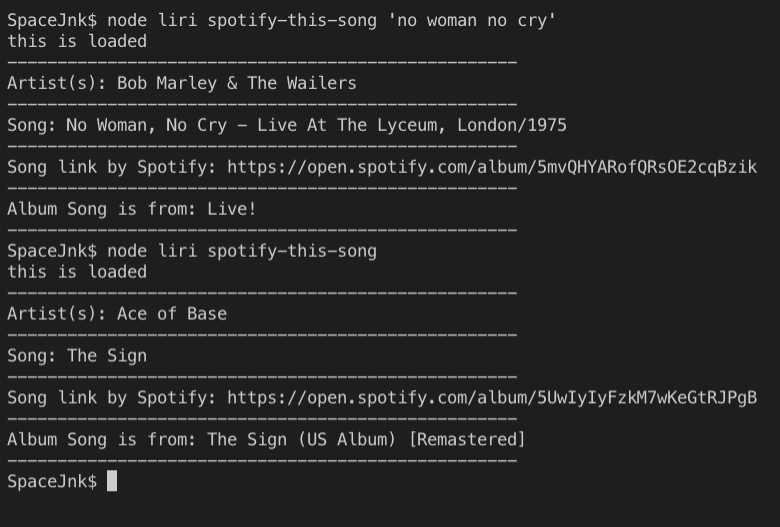 SpaceJnk$ node liri spotify-this-song 'no woman no cry'
this is loaded
---------------------------------------------------
Artist(s): Bob Marley & The Wailers
---------------------------------------------------
Song: No Woman, No Cry - Live At The Lyceum, London/1975
---------------------------------------------------
Song link by Spotify: https://open.spotify.com/album/5mvQHYARofQRsOE2cqBzik
---------------------------------------------------
Album Song is from: Live!
---------------------------------------------------
SpaceJnk$ node liri spotify-this-song
this is loaded
---------------------------------------------------
Artist(s): Ace of Base
---------------------------------------------------
Song: The Sign
---------------------------------------------------
Song link by Spotify: https://open.spotify.com/album/5UwIyIyFzkM7wKeGtRJPgB
---------------------------------------------------
Album Song is from: The Sign (US Album) [Remastered]
---------------------------------------------------
SpaceJnk$